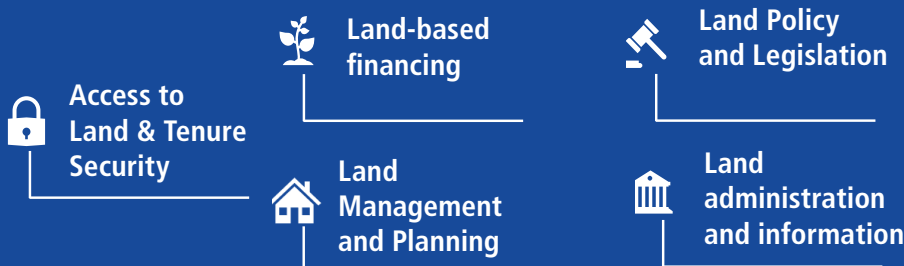 Access to
Land & Tenure
Security
Land-based
financing
Land
Management
and Planning
Land Policy
and Legislation
Land
administration
and information